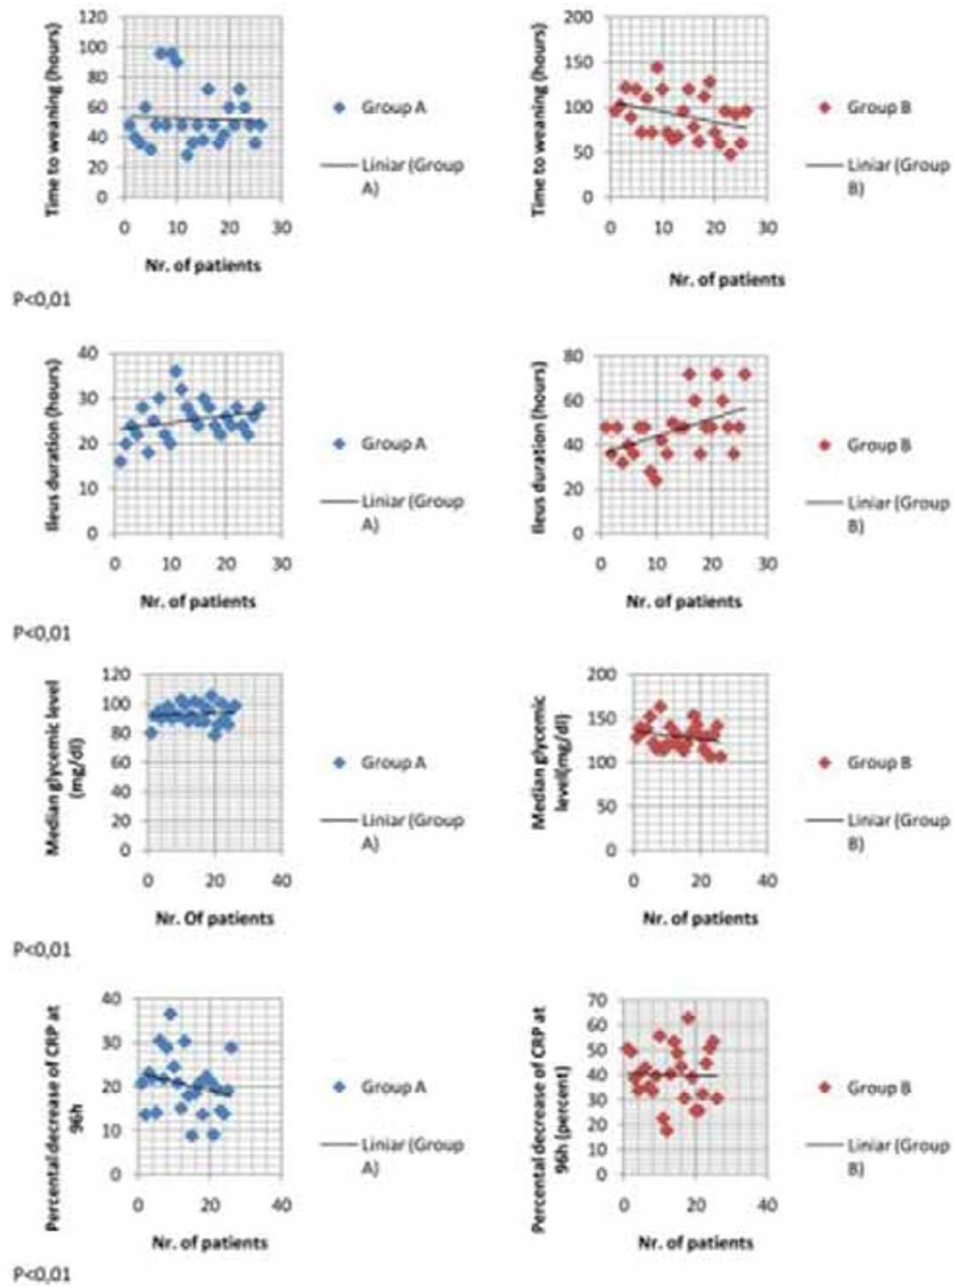 Time to weaning (hours)
120
100
80
60
40
20
0
0 10 20 30
Nr. of patients
Group A
Liniar (Group
A)
Time to weaning (hours)
200
150
100
50
0
0 10 20 30
Nr. of patients
Group B
Liniar (Group
B)
P<0,01
Ileus duration (hours)
40
30
20
10
0
0 10 20 30
Nr. of patients
Group A
Liniar (Group
A)
Ileus duration (hours)
80
60
40
20
0
0 10 20 30
Nr. of patients
Group B
Liniar (Group
B)
P<0,01
Median glycemic level
(mg/dl)
120
100
80
60
40
20
0
0 20 40
Nr. Of patients
Group A
Liniar (Group
A)
Median glycemic
level(mg/dl)
200
150
100
50
0
0 20 40
Nr. of patients
Group B
Liniar (Group
B)
P<0,01
Percental decrease of CRP at
96h
40
30
20
10
0
0 20 40
Nr. of patients
Group A
Liniar (Group
A)
Percental decrease of CRP at
96h (percent)
70
60
50
40
30
20
10
0
0 20 40
Nr. of patients
Group B
Liniar (Group
B)
P<0,01